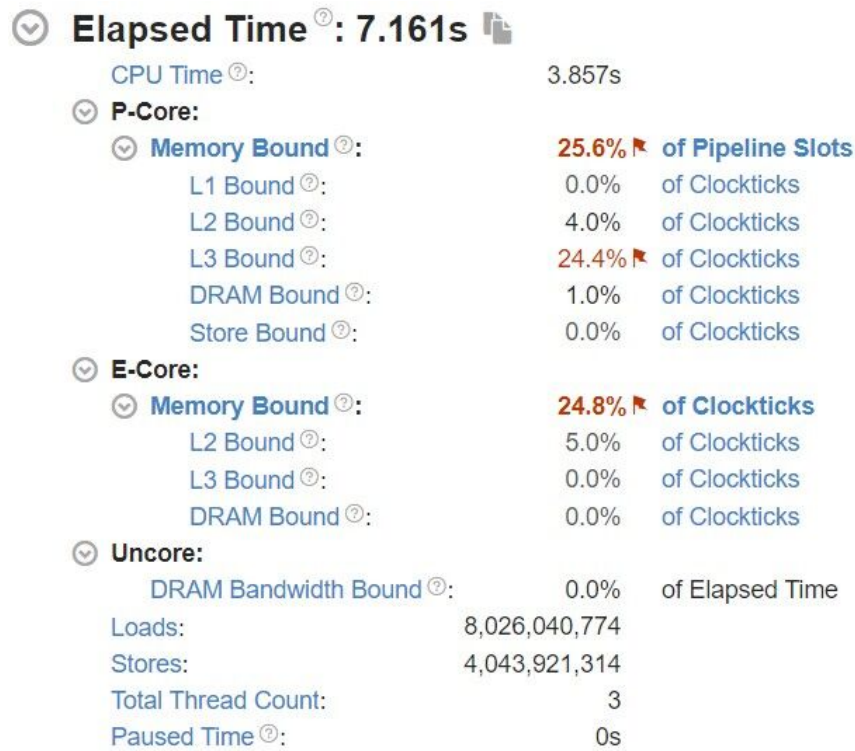 Elapsed Time ?: 7.161s
CPU Time ?: 3.857s
P-Core:
Memory Bound ?: 25.6% of Pipeline Slots
L1 Bound ?: 0.0% of Clockticks
L2 Bound ?: 4.0% of Clockticks
L3 Bound ?: 24.4% of Clockticks
DRAM Bound ?: 1.0% of Clockticks
Store Bound ?: 0.0% of Clockticks
E-Core:
Memory Bound ?: 24.8% of Clockticks
L2 Bound ?: 5.0% of Clockticks
L3 Bound ?: 0.0% of Clockticks
DRAM Bound ?: 0.0% of Clockticks
Uncore:
DRAM Bandwidth Bound ?: 0.0% of Elapsed Time
Loads: 8,026,040,774
Stores: 4,043,921,314
Total Thread Count: 3
Paused Time ?: 0s